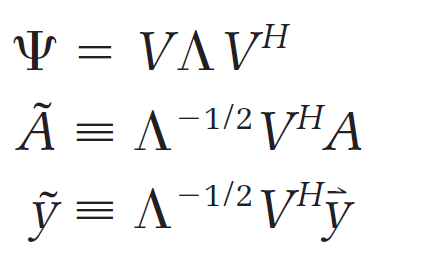 Ψ = VΛV^H
Ã ≡ Λ^{−1/2} V^H A
ỹ ≡ Λ^{−1/2} V^H y⃗